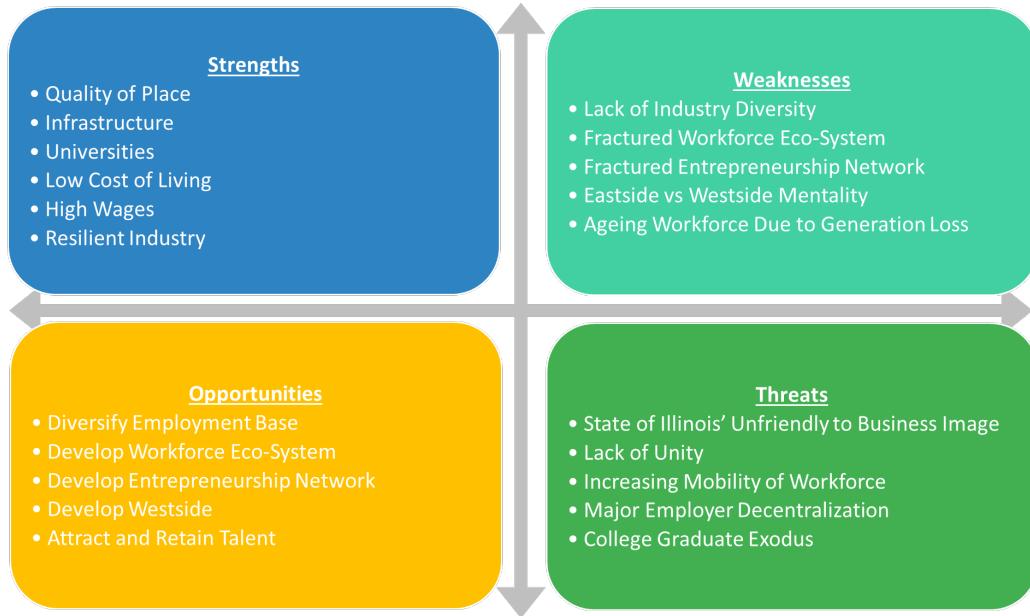 Strengths
• Quality of Place
• Infrastructure
• Universities
• Low Cost of Living
• High Wages
• Resilient Industry
Weaknesses
• Lack of Industry Diversity
• Fractured Workforce Eco-System
• Fractured Entrepreneurship Network
• Eastside vs Westside Mentality
• Ageing Workforce Due to Generation Loss
Opportunities
• Diversify Employment Base
• Develop Workforce Eco-System
• Develop Entrepreneurship Network
• Develop Westside
• Attract and Retain Talent
Threats
• State of Illinois’ Unfriendly to Business Image
• Lack of Unity
• Increasing Mobility of Workforce
• Major Employer Decentralization
• College Graduate Exodus